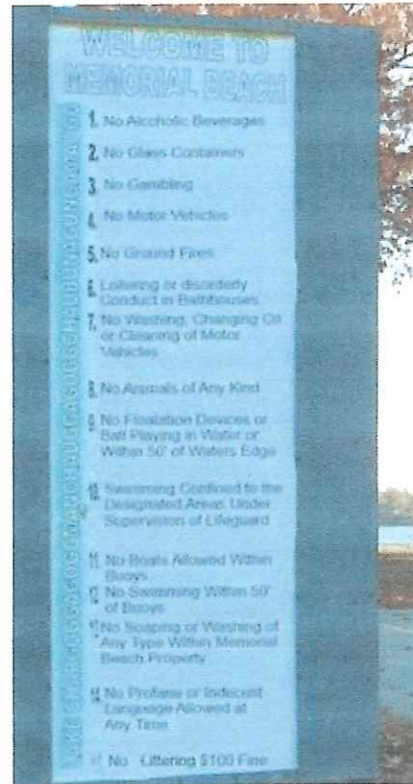 WELCOME TO
MEMORIAL BEACH
1. No Alcoholic Beverages
2. No Glass Containers
3. No Gambling
4. No Motor Vehicles
5. No Ground Fires
6. Loitering or disorderly
Conduct in Bathhouses
7. No Washing, Changing Oil
or Cleaning of Motor
Vehicles
8. No Animals of Any Kind
9. No Floatation Devices or
Ball Playing in Water or
Within 50' of Waters Edge
10. Swimming Confined to the
Designated Areas Under
Supervision of Lifeguard
11. No Boats Allowed Within
Buoys
12. No Swimming Within 50'
of Buoys
13. No Soaping or Washing of
Any Type Within Memorial
Beach Property
14. No Profane or Indecent
Language Allowed at
Any Time
15. No Littering $100 Fine
LAKE